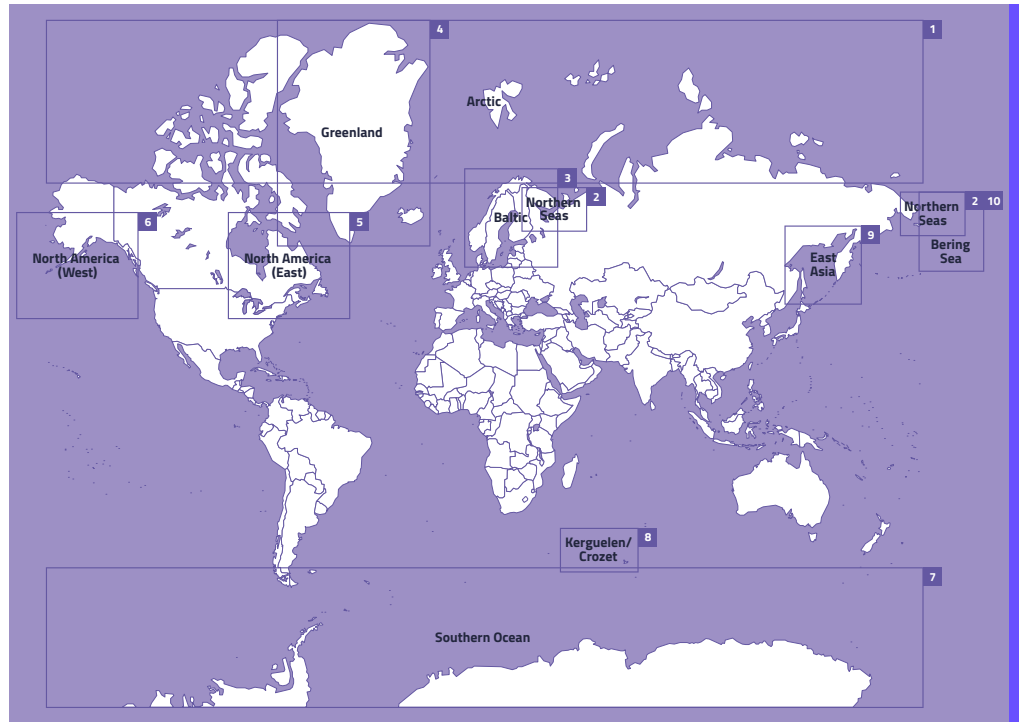 4
1
Arctic
Greenland
3
Northern
Seas
2
Baltic
Northern
Seas
2
10
6
5
9
North America
(West)
North America
(East)
East
Asia
Bering
Sea
8
Kerguelen/
Crozet
7
Southern Ocean